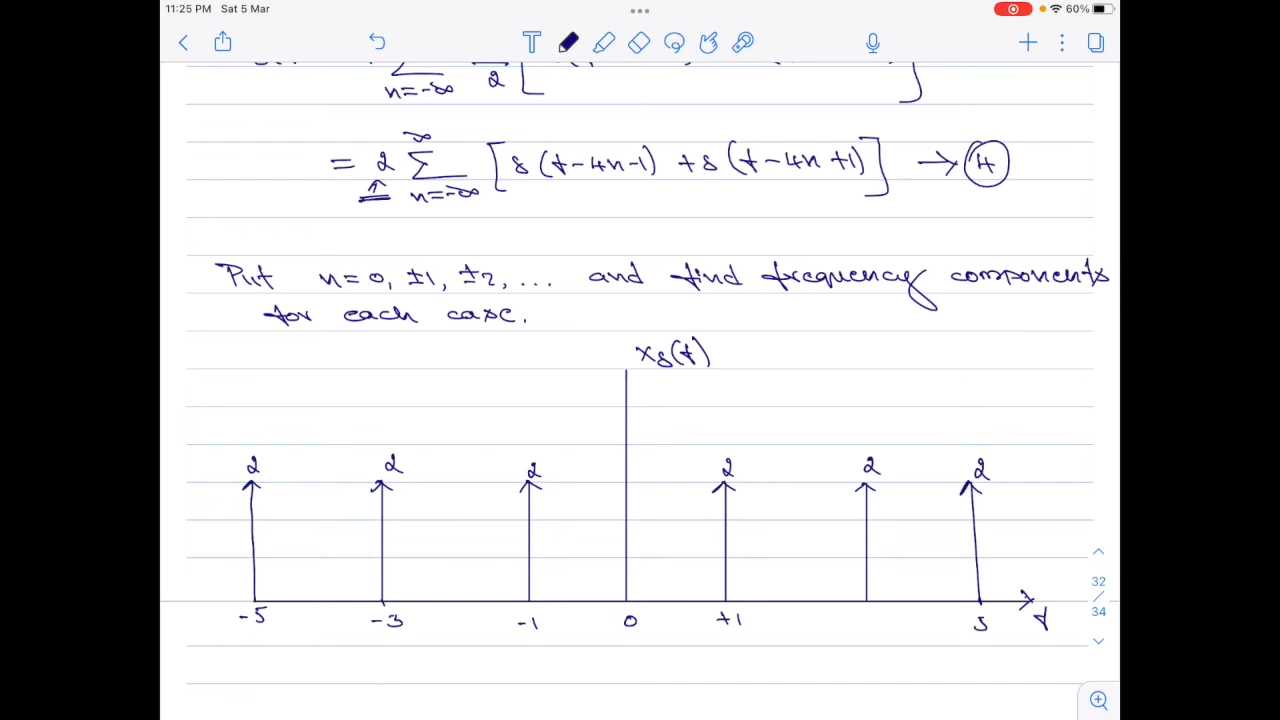 11:25 PM Sat 5 Mar 60%
n=-∞ 2
= 2 ∞ Σ n=-∞ [δ(f-4n-1) + δ(f-4n+1)] → 4
Put n=0, ±1, ±2, ... and find frequency components
for each case.
Xδ(f)
2 2 2 2 2 2
-5 -3 -1 0 +1 5 f
32
/
34